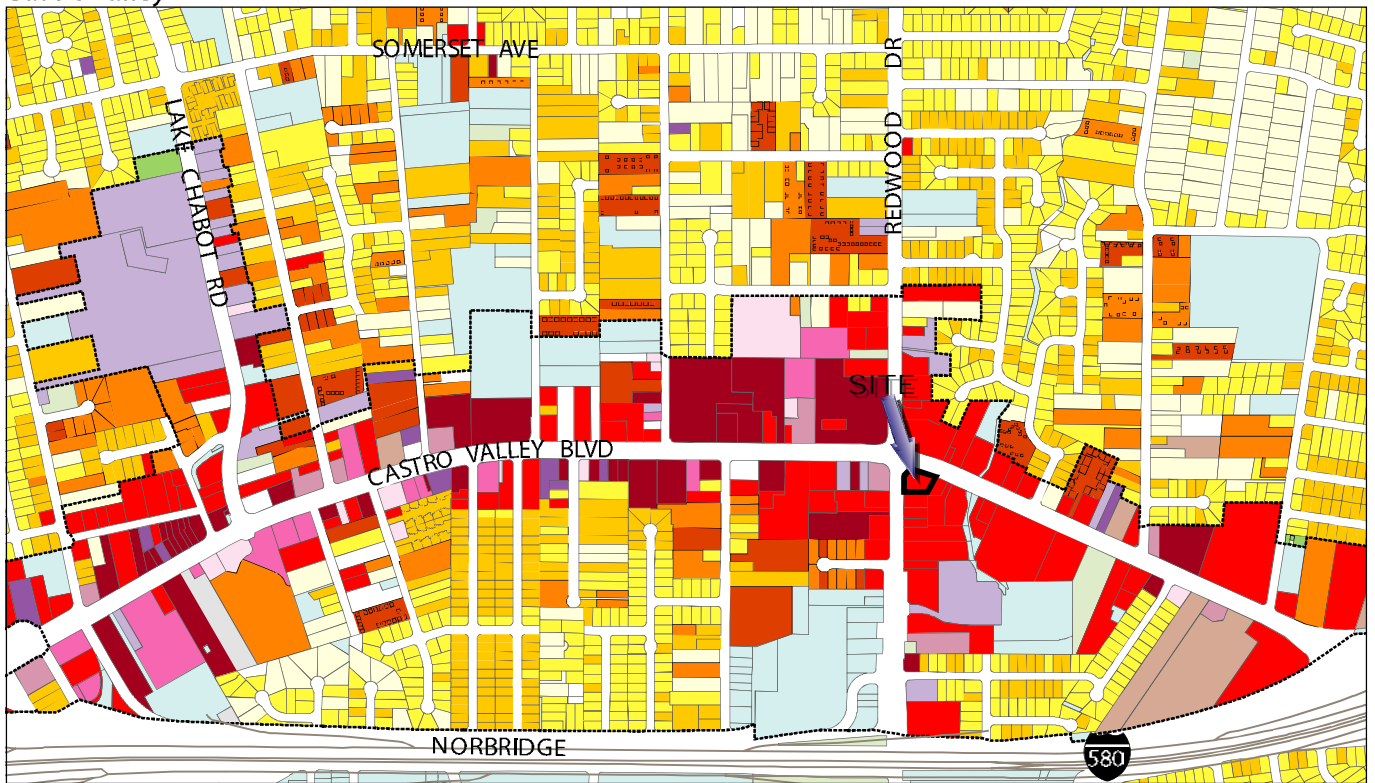 SOMERSET AVE
REDWOOD DR
LAKE CHABOT RD
SITE
CASTRO VALLEY BLVD
NORBRIDGE
580